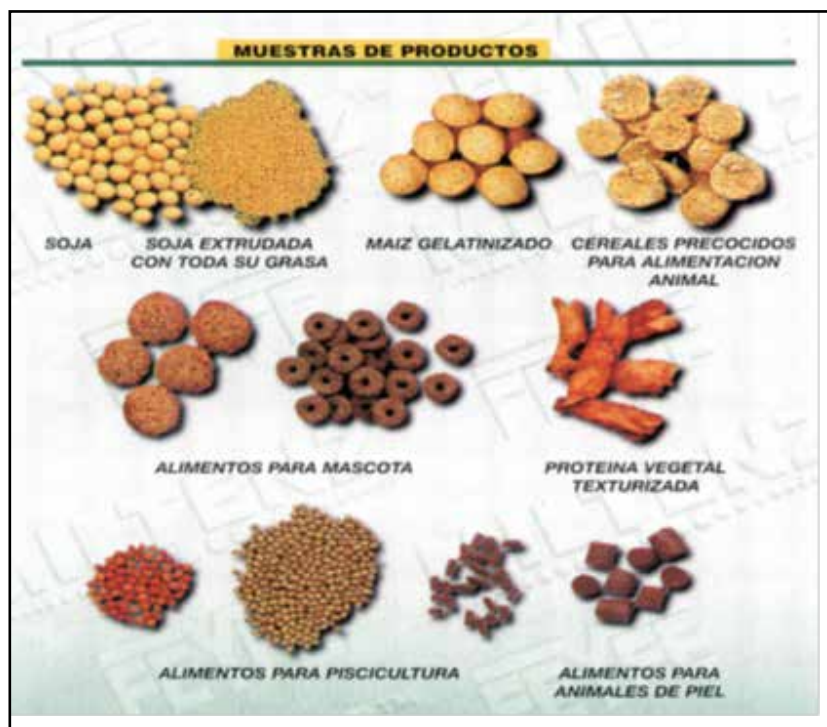 MUESTRAS DE PRODUCTOS
SOJA
SOJA EXTRUDADA
CON TODA SU GRASA
MAIZ GELATINIZADO
CEREALES PRECOCIDOS
PARA ALIMENTACION
ANIMAL
ALIMENTOS PARA MASCOTA
PROTEINA VEGETAL
TEXTURIZADA
ALIMENTOS PARA PISCICULTURA
ALIMENTOS PARA
ANIMALES DE PIEL